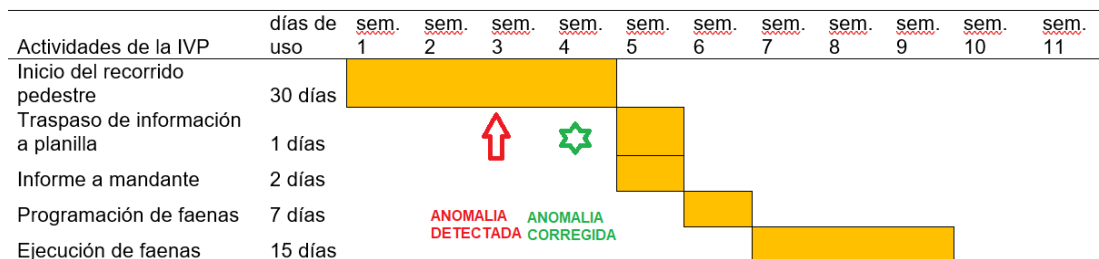 días de uso sem. 1 sem. 2 sem. 3 sem. 4 sem. 5 sem. 6 sem. 7 sem. 8 sem. 9 sem. 10 sem. 11
Actividades de la IVP
Inicio del recorrido
pedestre 30 días
Traspaso de información
a planilla 1 días
Informe a mandante 2 días
Programación de faenas 7 días
ANOMALIA DETECTADA
ANOMALIA CORREGIDA
Ejecución de faenas 15 días